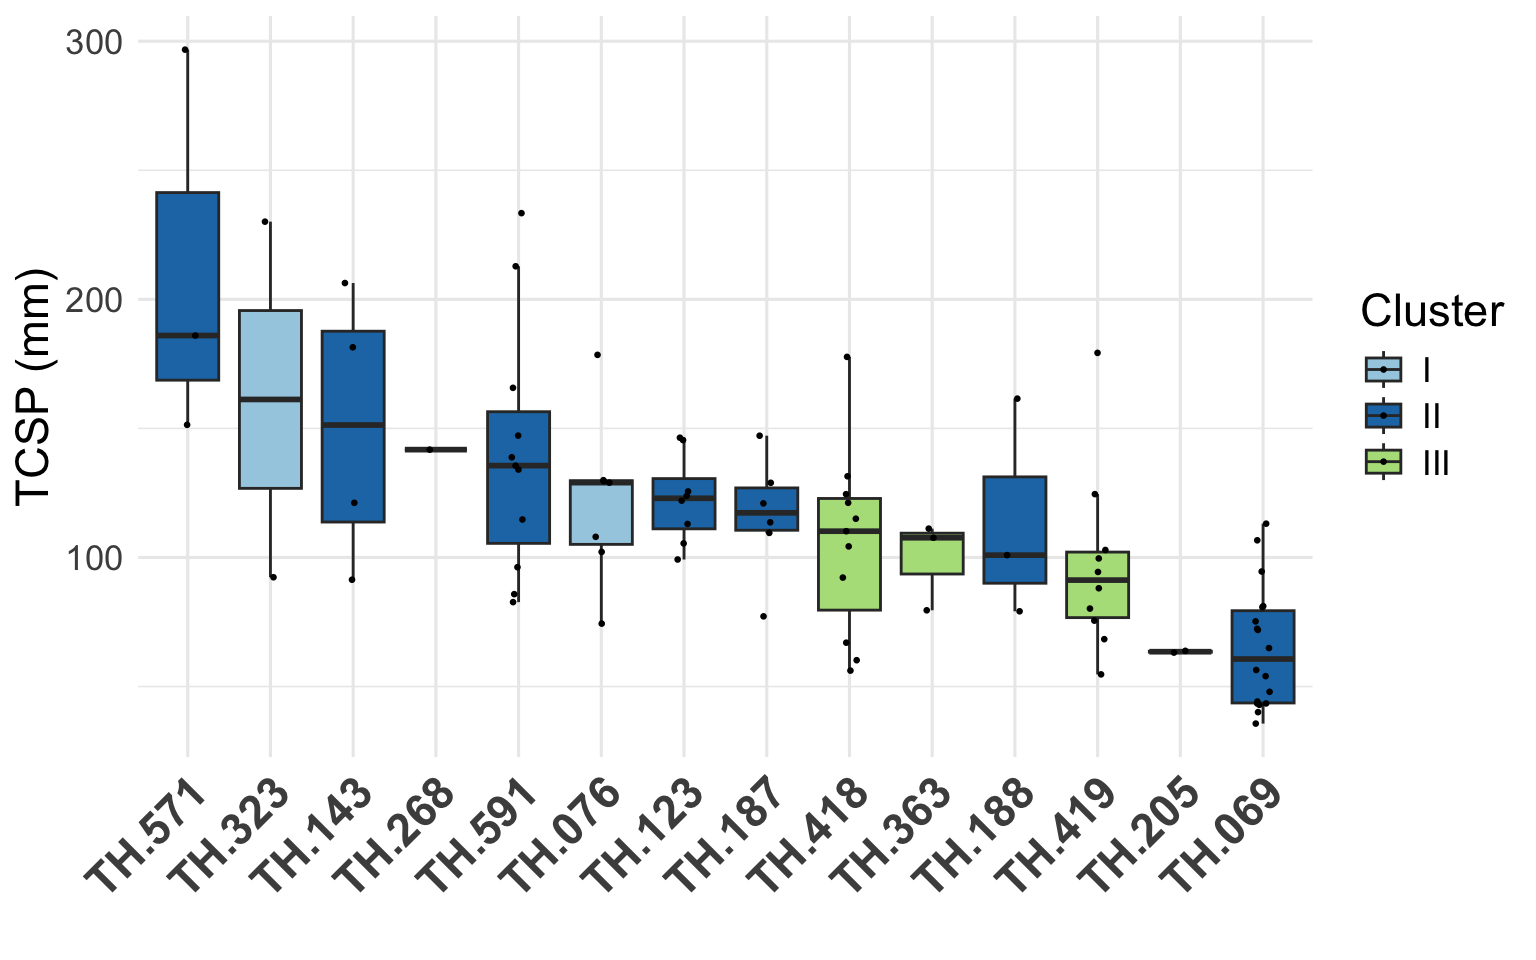 300
200
100
TCSP (mm)
TH.571
TH.323
TH.143
TH.268
TH.591
TH.076
TH.123
TH.187
TH.418
TH.363
TH.188
TH.419
TH.205
TH.069
Cluster
I
II
III